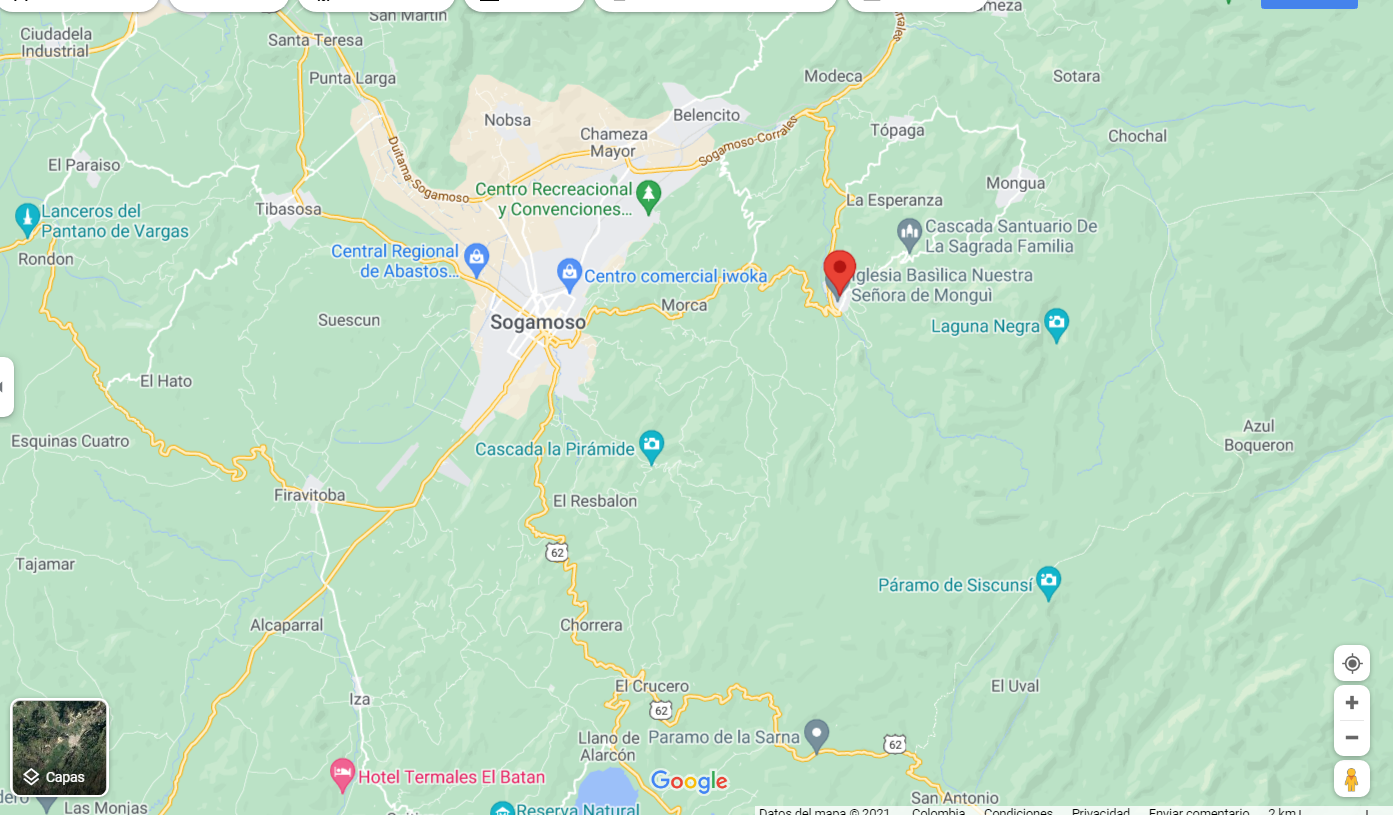 San Martin
Ciudadela
Industrial
Santa Teresa
Punta Larga
Modeca
Sotara
Nobsa
Belencito
Chameza
Mayor
Tópaga
Chochal
Sogamoso-Corrales
Duitama-Sogamoso
El Paraiso
Mongua
Centro Recreacional
y Convenciones...
La Esperanza
Tibasosa
Lanceros del
Pantano de Vargas
Rondon
Cascada Santuario De
La Sagrada Familia
Central Regional
de Abastos...
Centro comercial iwoka
Iglesia Basìlica Nuestra
Señora de Monguì
Morca
Suescun
Sogamoso
Laguna Negra
El Hato
Esquinas Cuatro
Cascada la Pirámide
Azul
Boqueron
Firavitoba
El Resbalon
62
Tajamar
Páramo de Siscunsí
Alcaparral
Chorrera
El Crucero
El Uval
Iza
62
Llano de
Alarcón
Paramo de la Sarna
62
Capas
Hotel Termales El Batan
Google
San Antonio
Las Monjas
Reserva Natural
Datos del mapa © 2021
Colombia
Condiciones
Privacidad
Enviar comentario
2 km